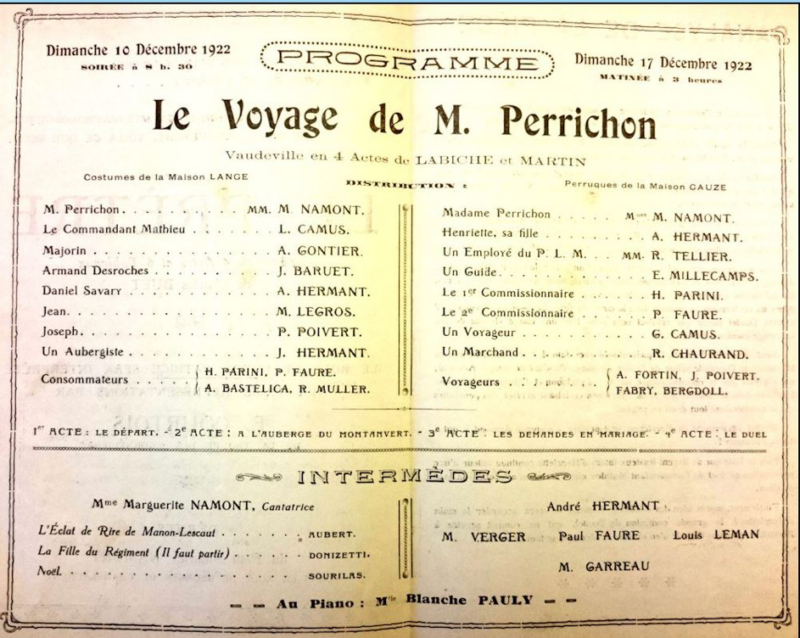 Dimanche 10 Décembre 1922
SOIRÉE à 8 h. 30
PROGRAMME
Dimanche 17 Décembre 1922
MATINÉE à 3 heures
Le Voyage de M. Perrichon
Vaudeville en 4 Actes de LABICHE et MARTIN
Costumes de la Maison LANGE
DISTRIBUTION :
Perruques de la Maison CAUZE
M. Perrichon. . . . . . . . . . MM. M NAMONT.
Le Commandant Mathieu . . . . . . L. CAMUS.
Majorin . . . . . . . . . . A. GONTIER.
Armand Desroches . . . . . . . . J. BARUET.
Daniel Savary . . . . . . . . . A. HERMANT.
Jean. . . . . . . . . . . . M. LEGROS.
Joseph. . . . . . . . . . . P. POIVERT.
Un Aubergiste . . . . . . . . . J. HERMANT.
Consommateurs . . . . . . { H. PARINI, P. FAURE.
A. BASTELICA, R. MULLER.
Madame Perrichon . . . . . Mme M. NAMONT.
Henriette, sa fille . . . . . . . A. HERMANT.
Un Employé du P. L. M. . . . MM. R. TELLIER.
Un Guide. . . . . . . . . . E. MILLECAMPS.
Le 1er Commissionnaire . . . . . H. PARINI.
Le 2e Commissionnaire . . . . . P. FAURE.
Un Voyageur . . . . . . . . G. CAMUS.
Un Marchand . . . . . . . . R. CHAURAND.
Voyageurs . . . . . . . { A. FORTIN, J. POIVERT.
FABRY, BERGDOLL.
1er ACTE : LE DÉPART. - 2e ACTE : A L'AUBERGE DU MONTANVERT. - 3e ACTE : LES DEMANDES EN MARIAGE. - 4e ACTE : LE DUEL
INTERMÈDES
Mme Marguerite NAMONT, Cantatrice
L'Éclat de Rire de Manon-Lescaut . . . . . . AUBERT.
La Fille du Régiment (Il faut partir) . . . . . DONIZETTI.
Noël. . . . . . . . . . . . . SOURILAS.
André HERMANT
M. VERGER Paul FAURE Louis LEMAN
M. GARREAU
Au Piano : Mlle Blanche PAULY